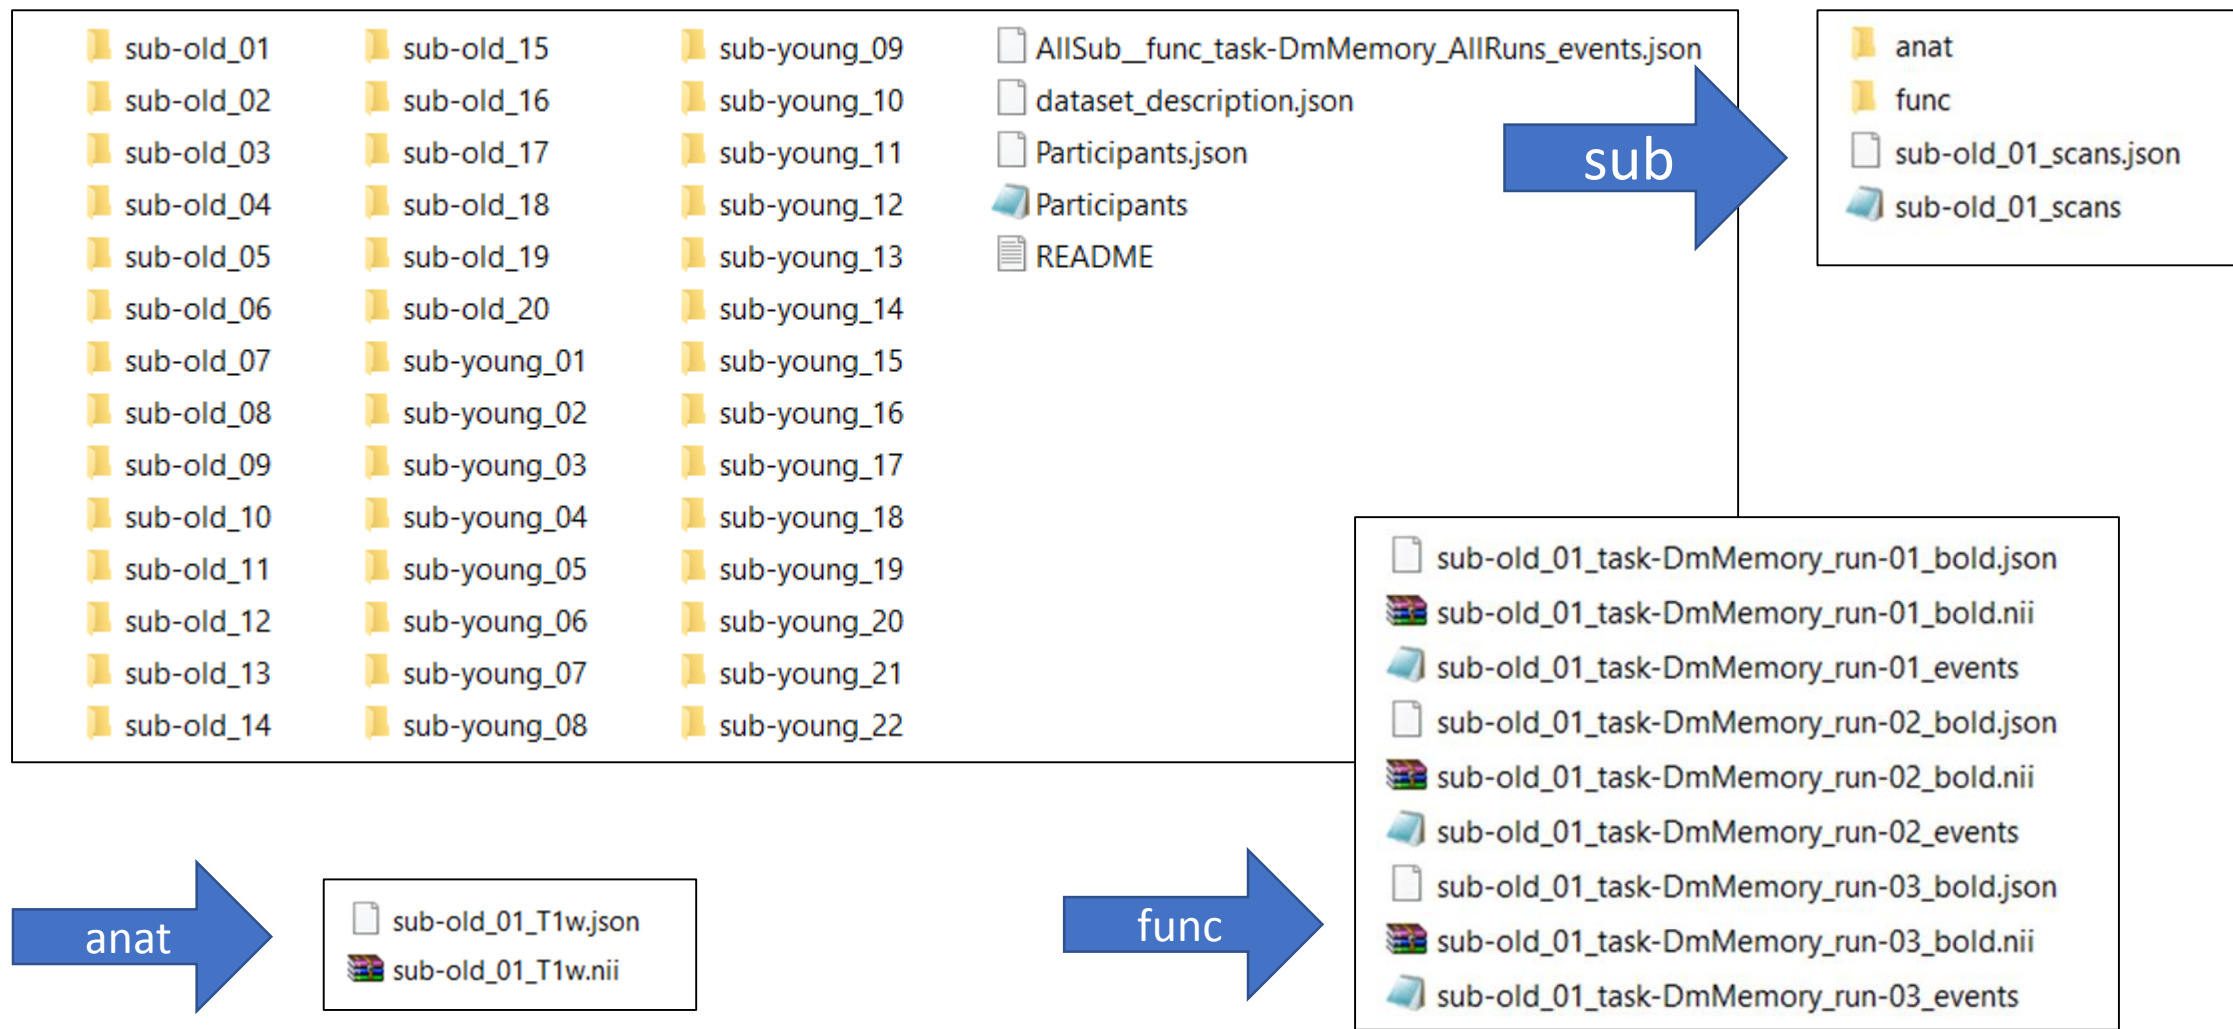 sub-old_01
sub-old_02
sub-old_03
sub-old_04
sub-old_05
sub-old_06
sub-old_07
sub-old_08
sub-old_09
sub-old_10
sub-old_11
sub-old_12
sub-old_13
sub-old_14
sub-old_15
sub-old_16
sub-old_17
sub-old_18
sub-old_19
sub-old_20
sub-young_01
sub-young_02
sub-young_03
sub-young_04
sub-young_05
sub-young_06
sub-young_07
sub-young_08
sub-young_09
sub-young_10
sub-young_11
sub-young_12
sub-young_13
sub-young_14
sub-young_15
sub-young_16
sub-young_17
sub-young_18
sub-young_19
sub-young_20
sub-young_21
sub-young_22
AllSub__func_task-DmMemory_AllRuns_events.json
dataset_description.json
Participants.json
Participants
README
sub
anat
func
sub-old_01_scans.json
sub-old_01_scans
anat
sub-old_01_T1w.json
sub-old_01_T1w.nii
func
sub-old_01_task-DmMemory_run-01_bold.json
sub-old_01_task-DmMemory_run-01_bold.nii
sub-old_01_task-DmMemory_run-01_events
sub-old_01_task-DmMemory_run-02_bold.json
sub-old_01_task-DmMemory_run-02_bold.nii
sub-old_01_task-DmMemory_run-02_events
sub-old_01_task-DmMemory_run-03_bold.json
sub-old_01_task-DmMemory_run-03_bold.nii
sub-old_01_task-DmMemory_run-03_events